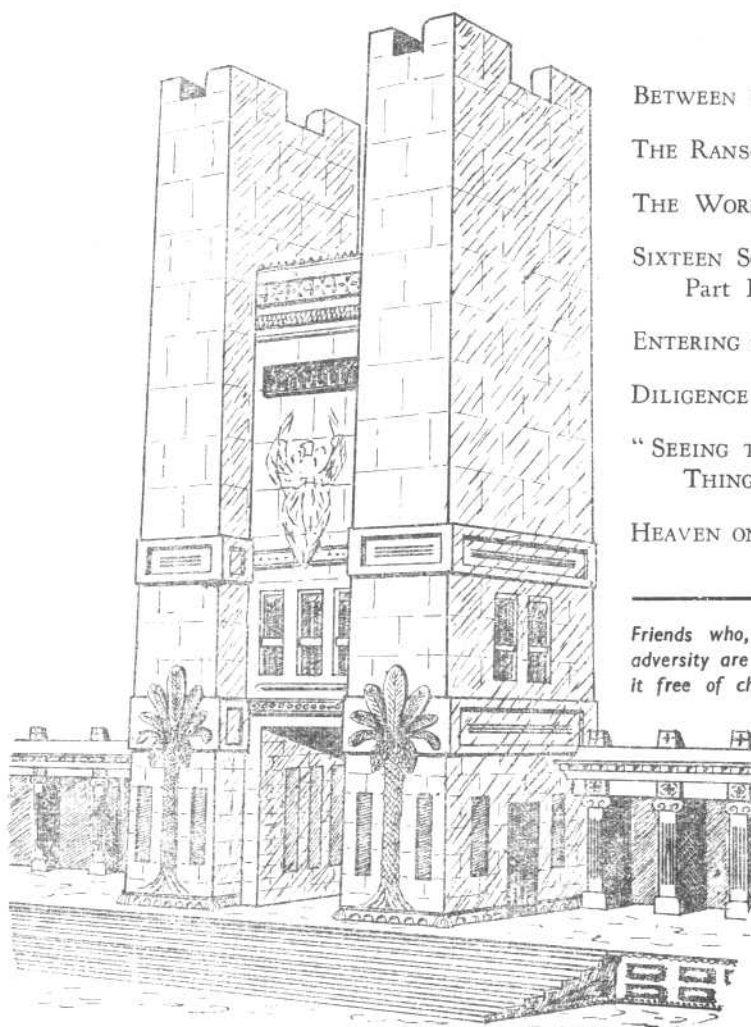 BETWEEN
THE RANS
THE WOR
SIXTEEN S
Part
ENTERING
DILIGENCE
“ SEEING T
THING
HEAVEN ON
Friends who,
adversity are
it free of ch